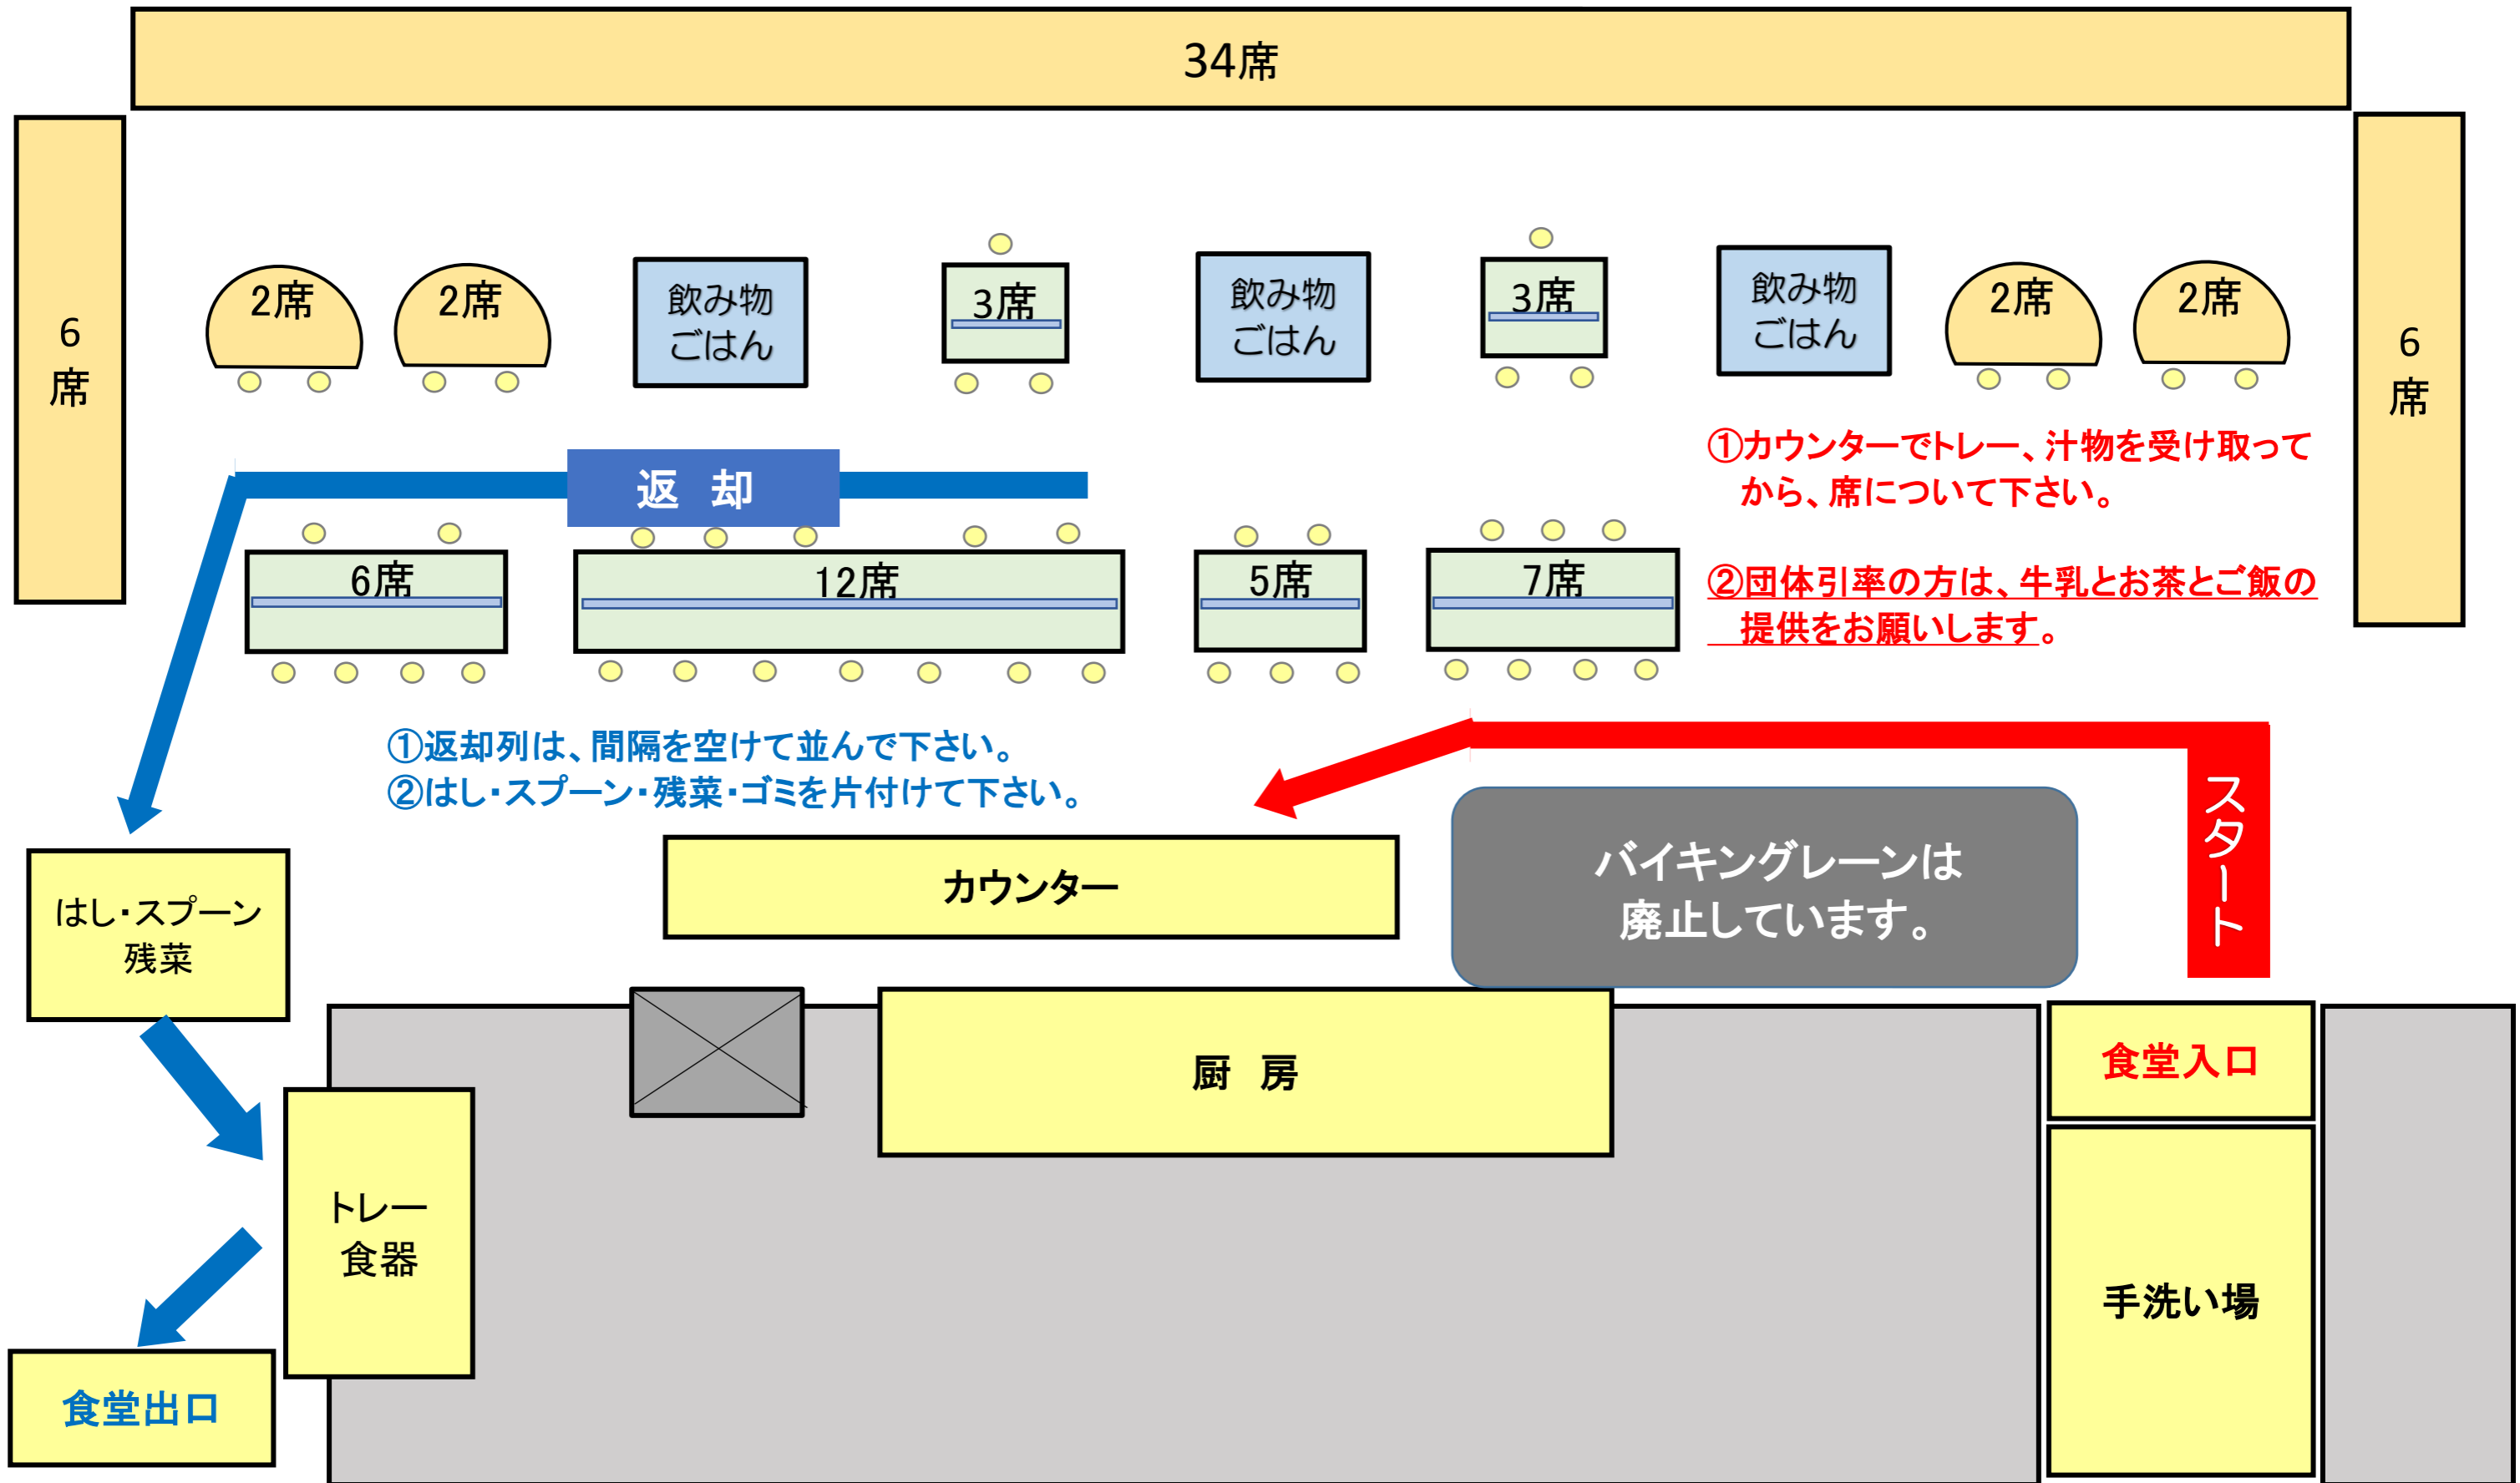 34席
6
席
2席
2席
飲み物
ごはん
3席
飲み物
ごはん
3席
飲み物
ごはん
2席
2席
6
席
①カウンターでトレー、汁物を受け取って
から、席について下さい。
②団体引率の方は、牛乳とお茶とご飯の
提供をお願いします。
返 却
6席
12席
5席
7席
①返却列は、間隔を空けて並んで下さい。
②はし・スプーン・残菜・ゴミを片付けて下さい。
スタート
カウンター
バイキングレーンは
廃止しています。
はし・スプーン
残菜
厨 房
食堂入口
トレー
食器
手洗い場
食堂出口